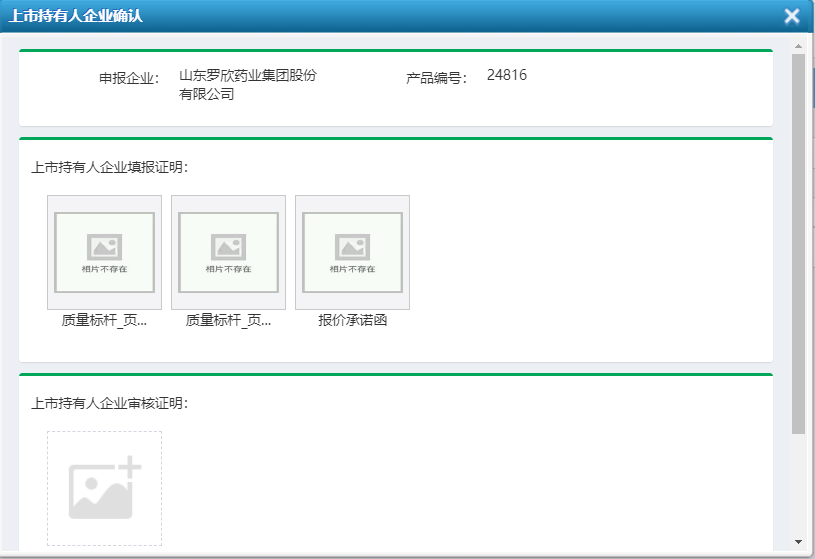 上市持有人企业确认
申报企业： 山东罗欣药业集团股份有限公司 产品编号： 24816
上市持有人企业填报证明：
相片不存在 相片不存在 相片不存在
质量标杆_页... 质量标杆_页... 报价承诺函
上市持有人企业审核证明：